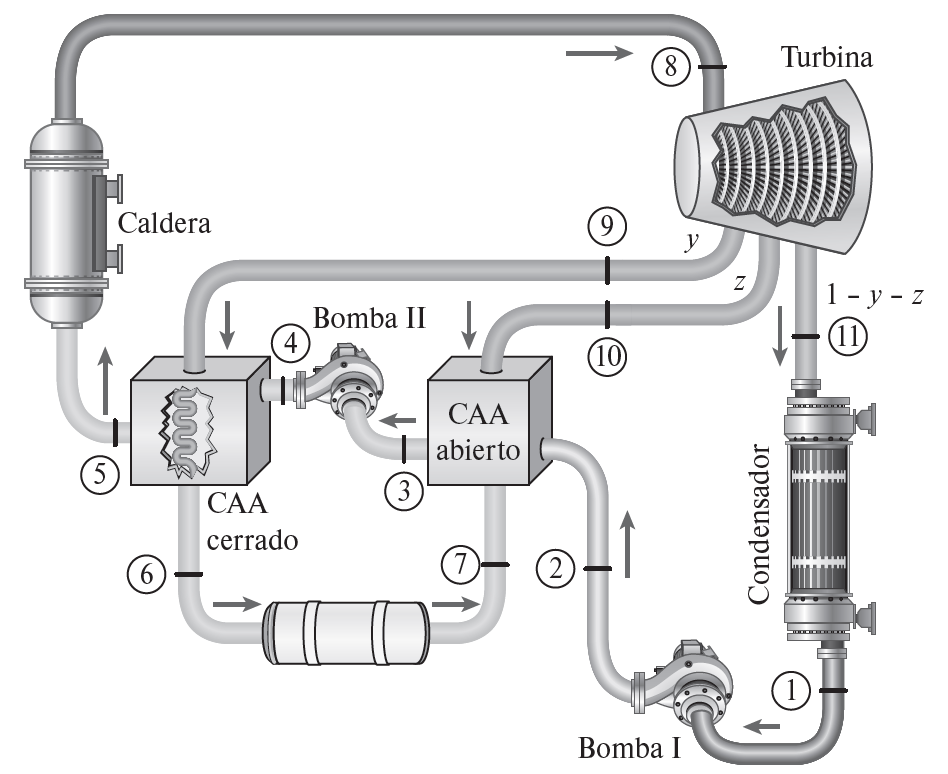 8
Turbina
Caldera
9
y
z
1 – y – z
4
Bomba II
10
11
CAA
abierto
5
3
CAA
cerrado
Condensador
6
7
2
1
Bomba I